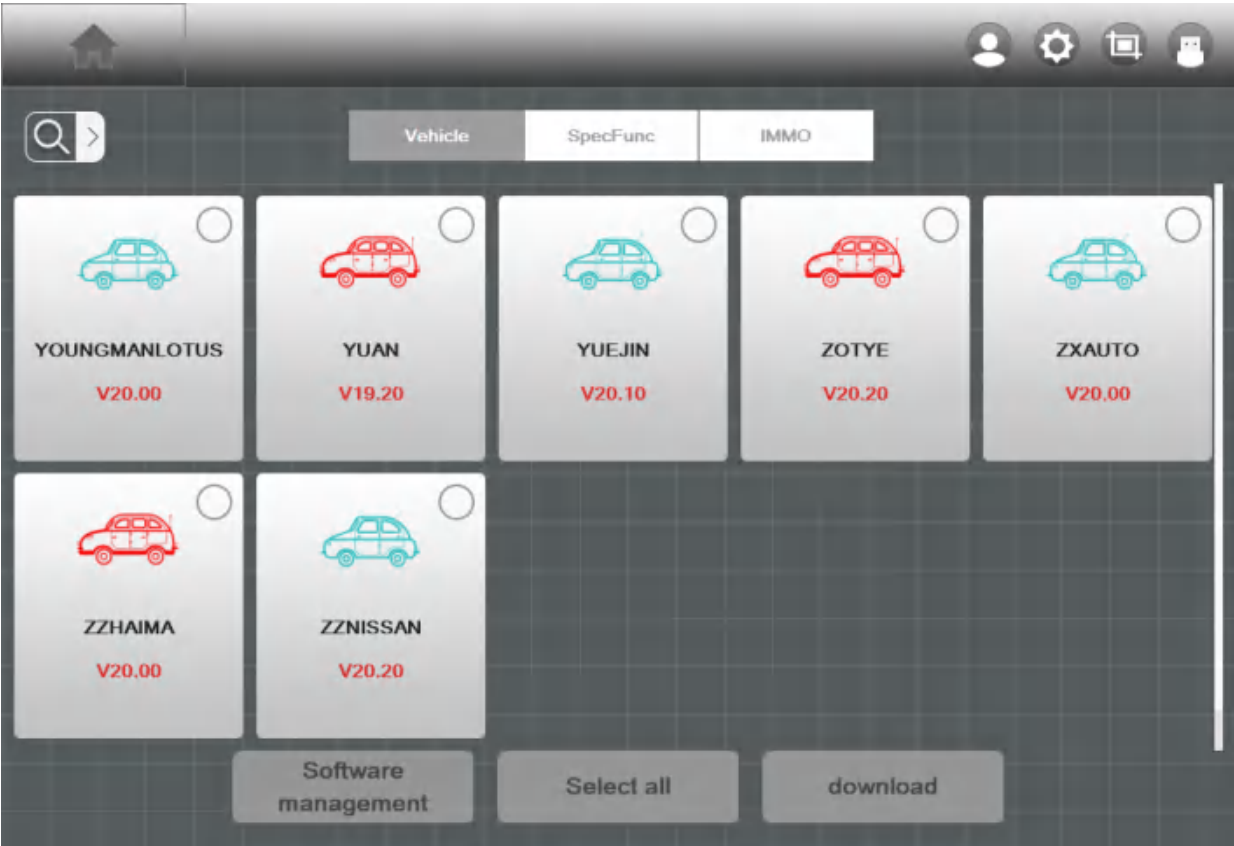 Vehicle
SpecFunc
IMMO
YOUNGMANLOTUS
V20.00
YUAN
V19.20
YUEJIN
V20.10
ZOTYE
V20.20
ZXAUTO
V20.00
ZZHAIMA
V20.00
ZZNISSAN
V20.20
Software
management
Select all
download